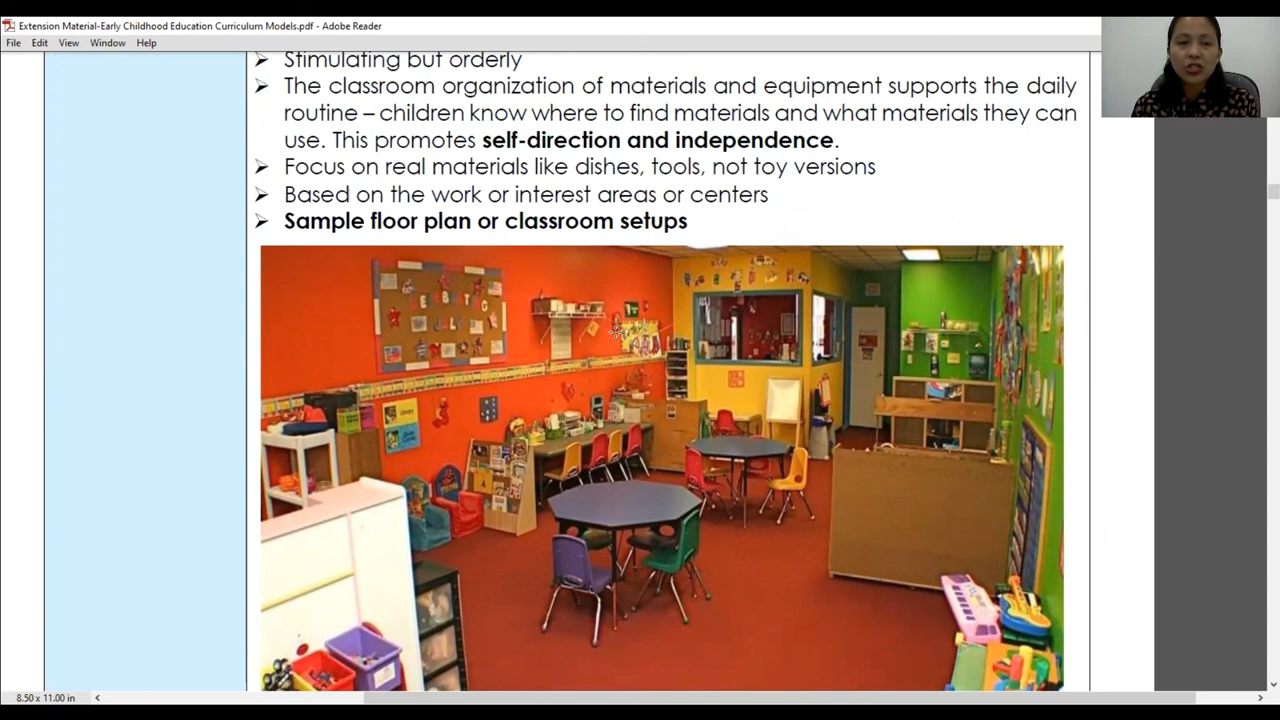 Extension Material-Early Childhood Education Curriculum Models.pdf - Adobe Reader
File Edit View Window Help
➢ Stimulating but orderly
➢ The classroom organization of materials and equipment supports the daily
routine – children know where to find materials and what materials they can
use. This promotes self-direction and independence.
➢ Focus on real materials like dishes, tools, not toy versions
➢ Based on the work or interest areas or centers
➢ Sample floor plan or classroom setups
Library
8.50 x 11.00 in